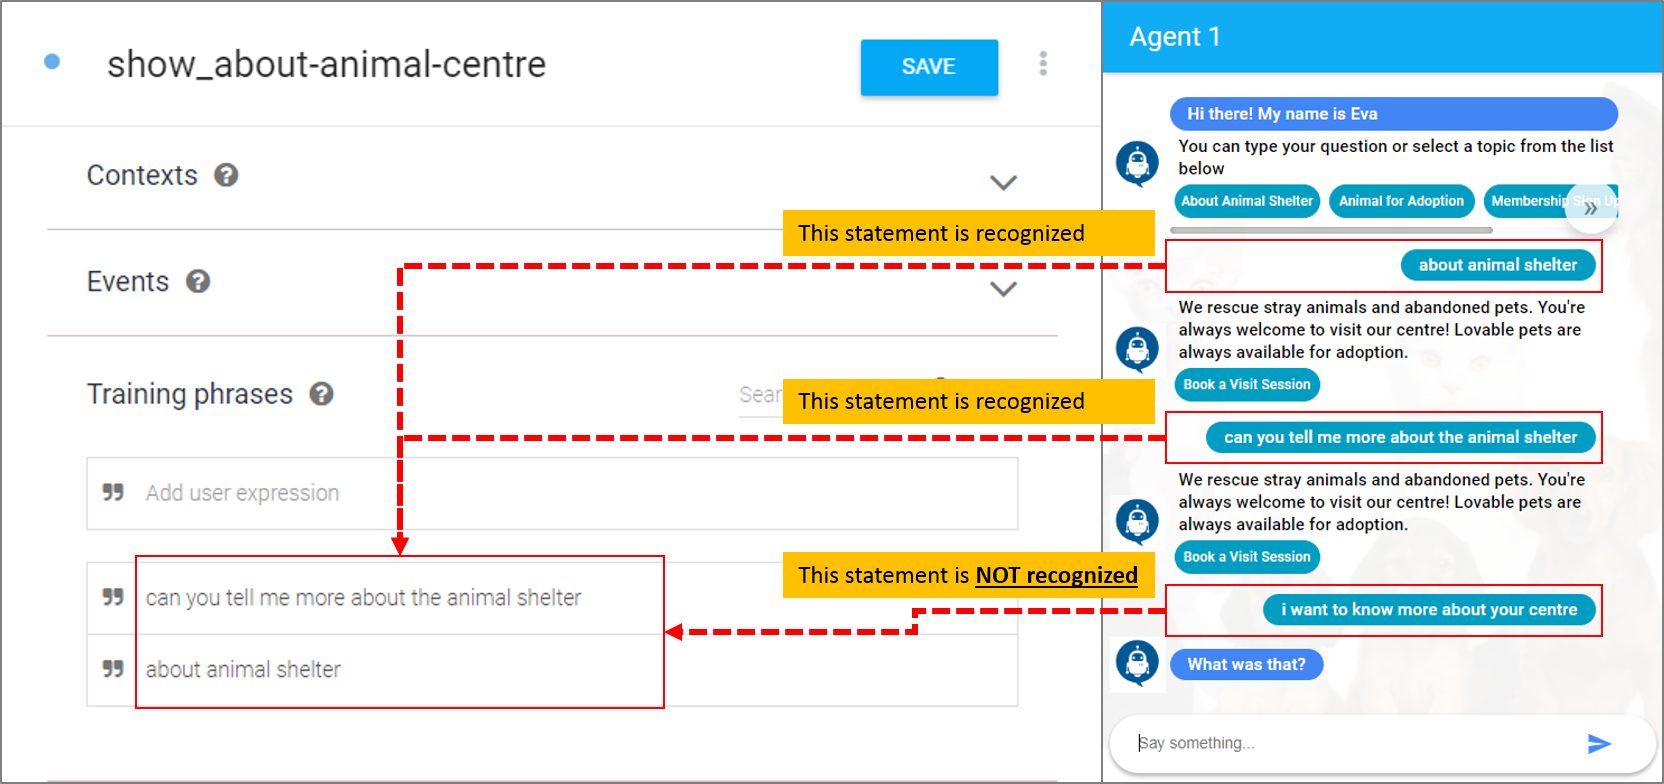 show_about-animal-centre
SAVE
Contexts
Events
Training phrases
Sear
Add user expression
can you tell me more about the animal shelter
about animal shelter
This statement is recognized
This statement is recognized
This statement is NOT recognized
Agent 1
Hi there! My name is Eva
You can type your question or select a topic from the list
below
About Animal Shelter Animal for Adoption Membership Sign Up
about animal shelter
We rescue stray animals and abandoned pets. You're
always welcome to visit our centre! Lovable pets are
always available for adoption.
Book a Visit Session
can you tell me more about the animal shelter
We rescue stray animals and abandoned pets. You're
always welcome to visit our centre! Lovable pets are
always available for adoption.
Book a Visit Session
i want to know more about your centre
What was that?
Say something...